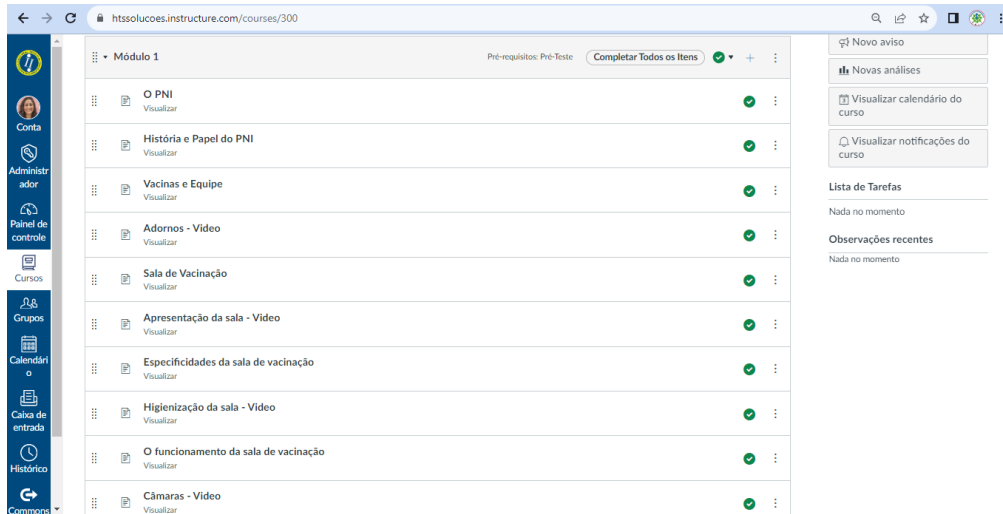 htssolucoes.instructure.com/courses/300
Conta
Administr
ador
Painel de
controle
Cursos
Grupos
Calendári
o
Caixa de
entrada
Histórico
Commons
Módulo 1
Pré-requisitos: Pré-Teste
Completar Todos os Itens
O PNI
Visualizar
História e Papel do PNI
Visualizar
Vacinas e Equipe
Visualizar
Adornos - Video
Visualizar
Sala de Vacinação
Visualizar
Apresentação da sala - Video
Visualizar
Especificidades da sala de vacinação
Visualizar
Higienização da sala - Video
Visualizar
O funcionamento da sala de vacinação
Visualizar
Câmaras - Video
Visualizar
Novo aviso
Novas análises
Visualizar calendário do
curso
Visualizar notificações do
curso
Lista de Tarefas
Nada no momento
Observações recentes
Nada no momento